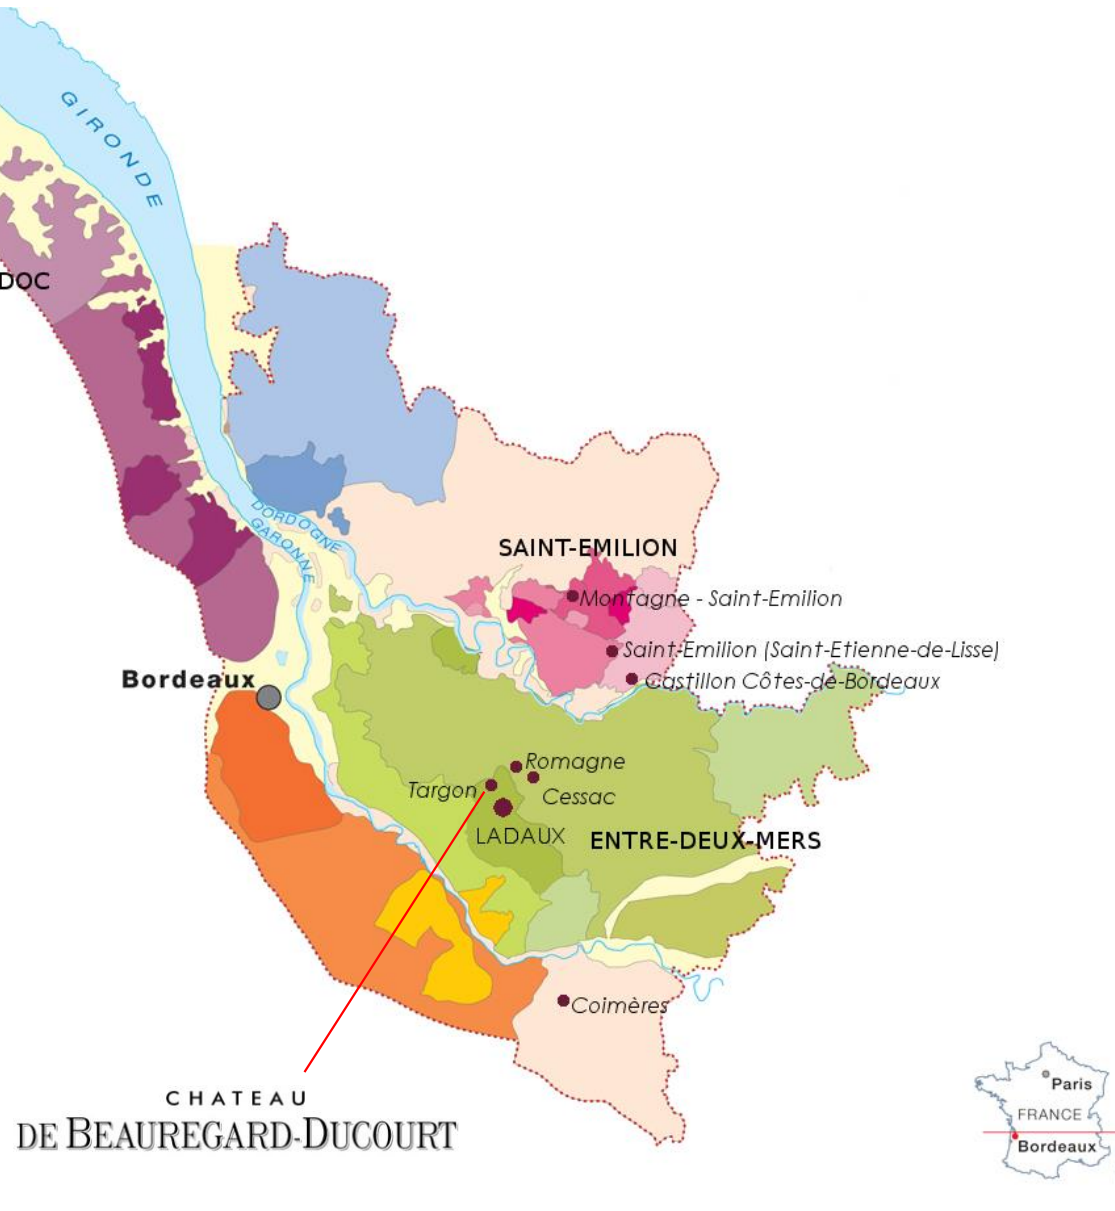 GIRONDE
DOC
DORDOGNE
GARONNE
SAINT-EMILION
Montagne - Saint-Emilion
Saint-Emilion (Saint-Etienne-de-Lisse)
Bordeaux
Castillon Côtes-de-Bordeaux
Romagne
Targon
Cessac
LADAUX
ENTRE-DEUX-MERS
Coimères
CHATEAU
DE BEAUREGARD-DUCOURT
Paris
FRANCE
Bordeaux